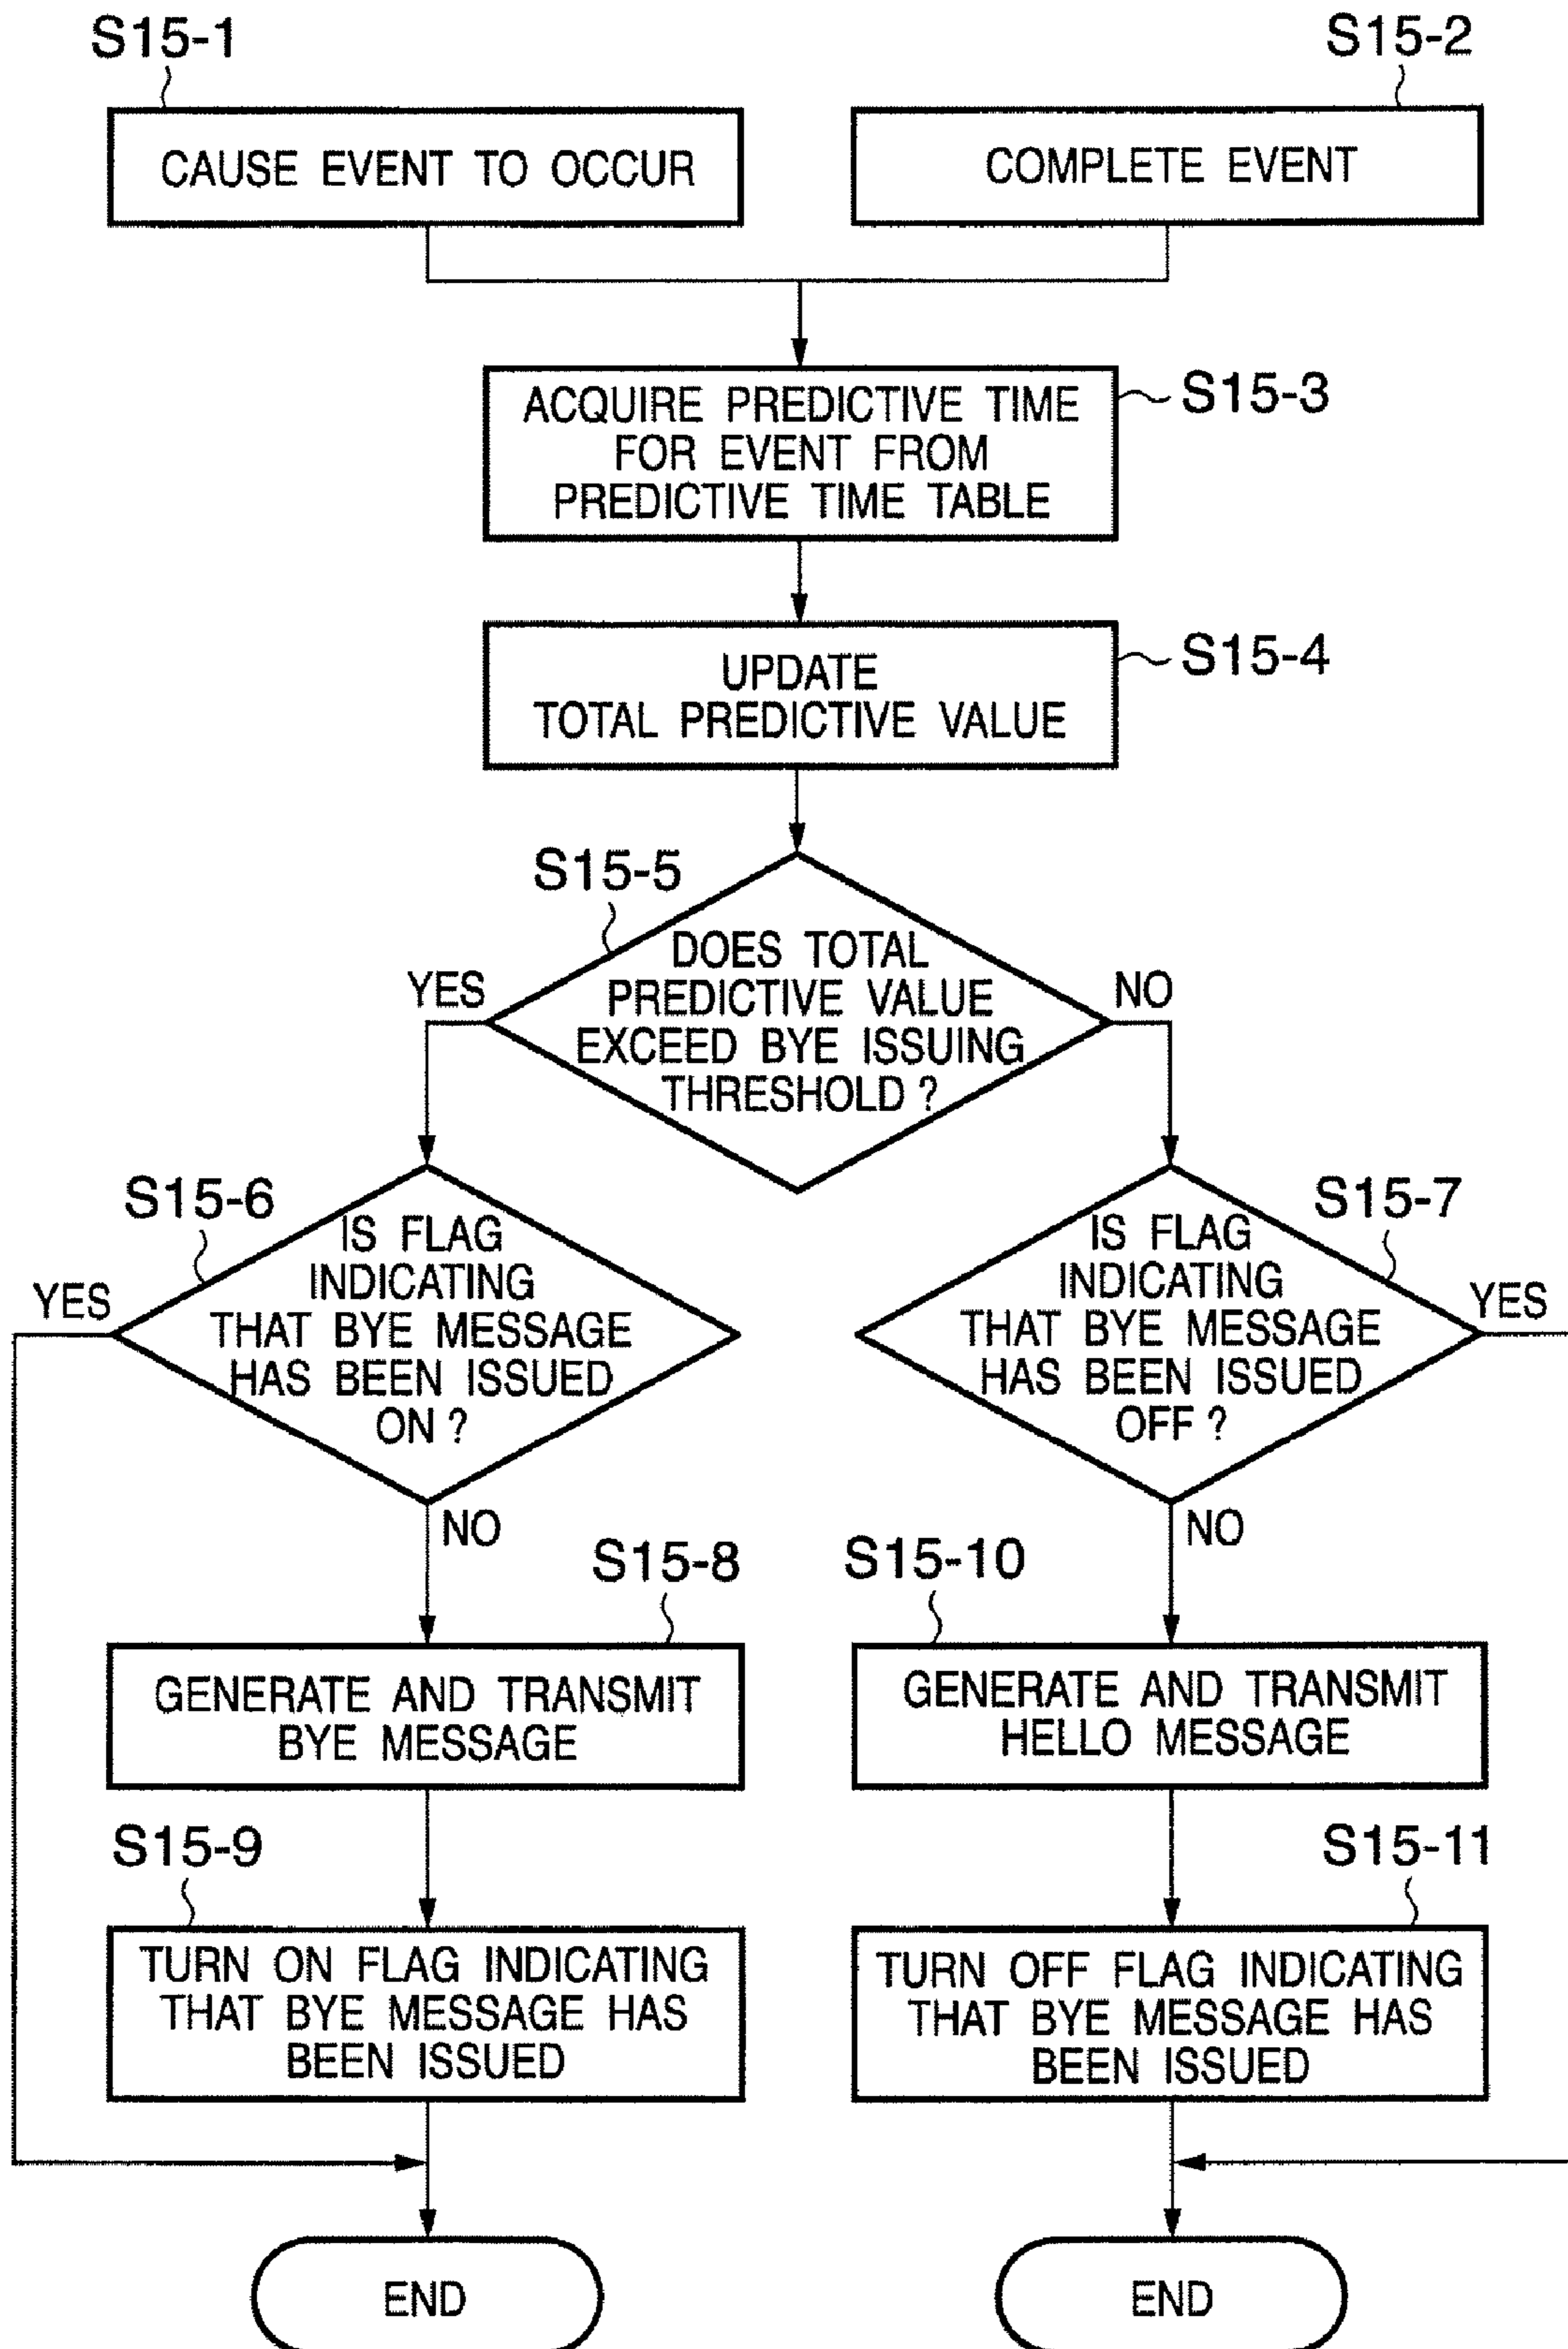 S15-1
S15-2
CAUSE EVENT TO OCCUR
COMPLETE EVENT
ACQUIRE PREDICTIVE TIME
FOR EVENT FROM
PREDICTIVE TIME TABLE
S15-3
UPDATE
TOTAL PREDICTIVE VALUE
S15-4
S15-5
DOES TOTAL
PREDICTIVE VALUE
EXCEED BYE ISSUING
THRESHOLD ?
YES
NO
S15-6
IS FLAG
INDICATING
THAT BYE MESSAGE
HAS BEEN ISSUED
ON ?
YES
NO
S15-7
IS FLAG
INDICATING
THAT BYE MESSAGE
HAS BEEN ISSUED
OFF ?
YES
NO
S15-8
GENERATE AND TRANSMIT
BYE MESSAGE
S15-10
GENERATE AND TRANSMIT
HELLO MESSAGE
S15-9
TURN ON FLAG INDICATING
THAT BYE MESSAGE HAS
BEEN ISSUED
S15-11
TURN OFF FLAG INDICATING
THAT BYE MESSAGE HAS
BEEN ISSUED
END
END